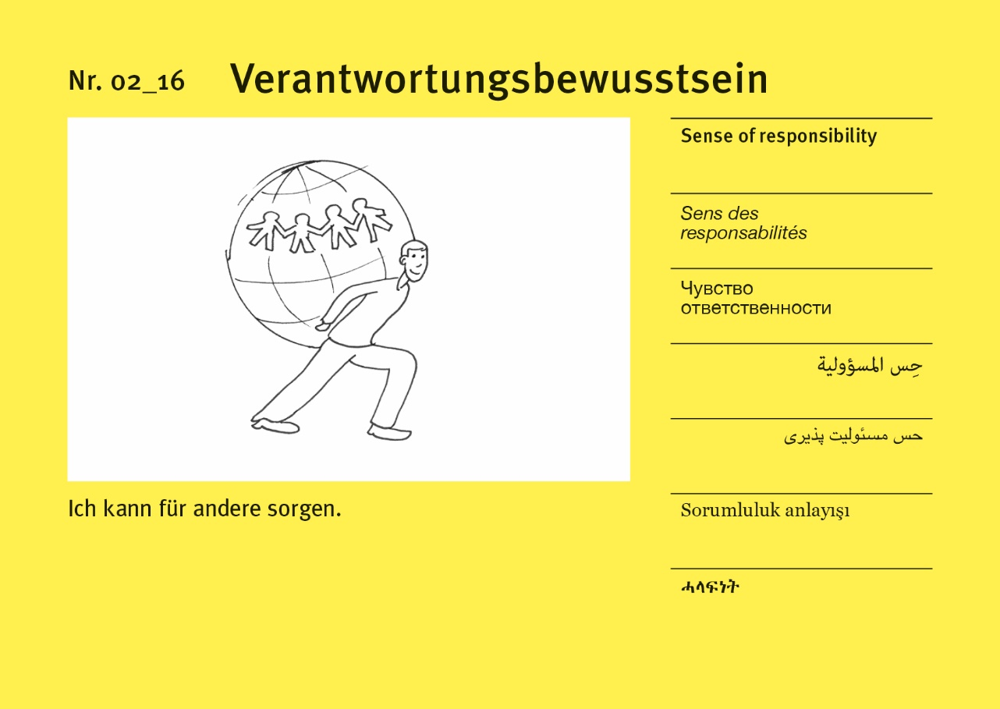 Nr. 02_16 Verantwortungsbewusstsein
Sense of responsibility
Sens des
responsabilités
Чувство
ответственности
حِس المسؤولية
حس مسئولیت پذیری
Sorumluluk anlayışı
ሓላፍነት
Ich kann für andere sorgen.